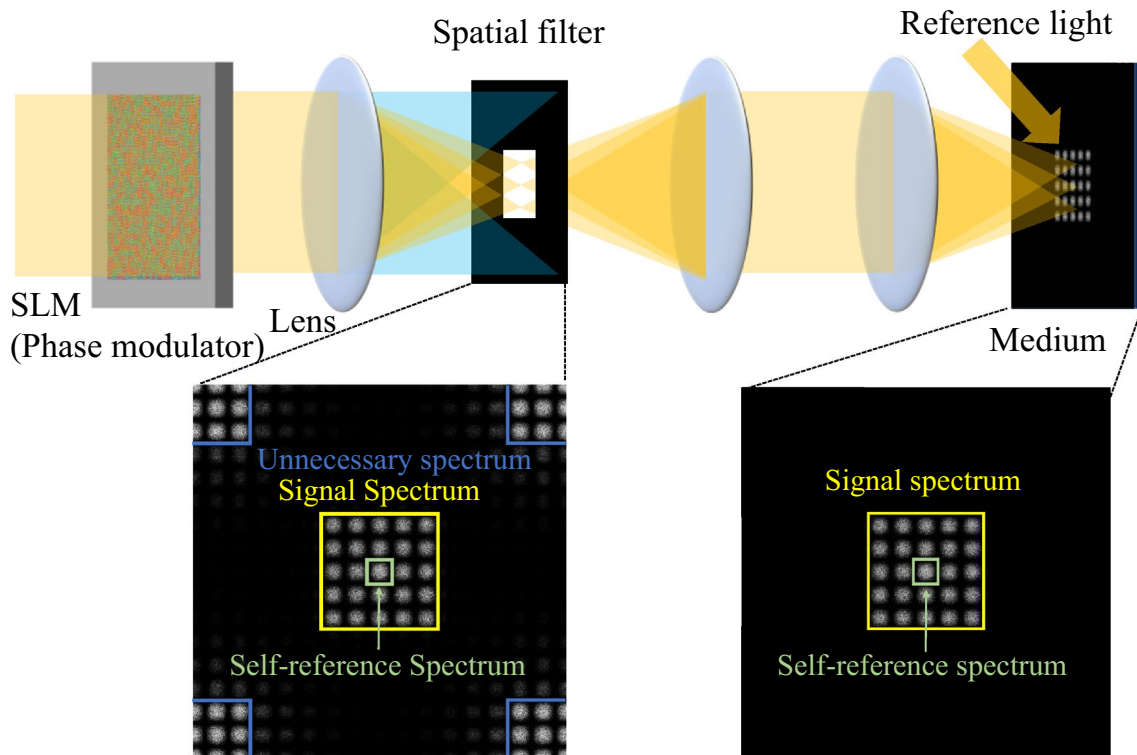 Spatial filter
Reference light
SLM
(Phase modulator)
Lens
Medium
Unnecessary spectrum
Signal Spectrum
Self-reference Spectrum
Signal spectrum
Self-reference spectrum